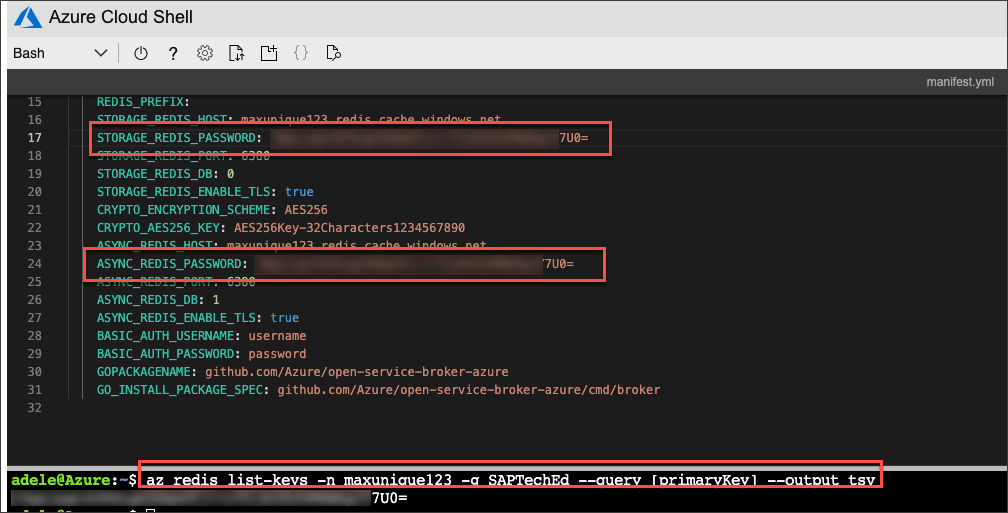 Azure Cloud Shell
Bash
manifest.yml
15 REDIS_PREFIX:
16 STORAGE_REDIS_HOST: maxunique123.redis.cache.windows.net
17 STORAGE_REDIS_PASSWORD: 7U0=
18 STORAGE_REDIS_PORT: 6380
19 STORAGE_REDIS_DB: 0
20 STORAGE_REDIS_ENABLE_TLS: true
21 CRYPTO_ENCRYPTION_SCHEME: AES256
22 CRYPTO_AES256_KEY: AES256Key-32Characters1234567890
23 ASYNC_REDIS_HOST: maxunique123.redis.cache.windows.net
24 ASYNC_REDIS_PASSWORD: 7U0=
25 ASYNC_REDIS_PORT: 6380
26 ASYNC_REDIS_DB: 1
27 ASYNC_REDIS_ENABLE_TLS: true
28 BASIC_AUTH_USERNAME: username
29 BASIC_AUTH_PASSWORD: password
30 GOPACKAGENAME: github.com/Azure/open-service-broker-azure
31 GO_INSTALL_PACKAGE_SPEC: github.com/Azure/open-service-broker-azure/cmd/broker
32
adele@Azure:~$ az redis list-keys -n maxunique123 -g SAPTechEd --query [primaryKey] --output tsv
7U0=
adele@Azure:~$